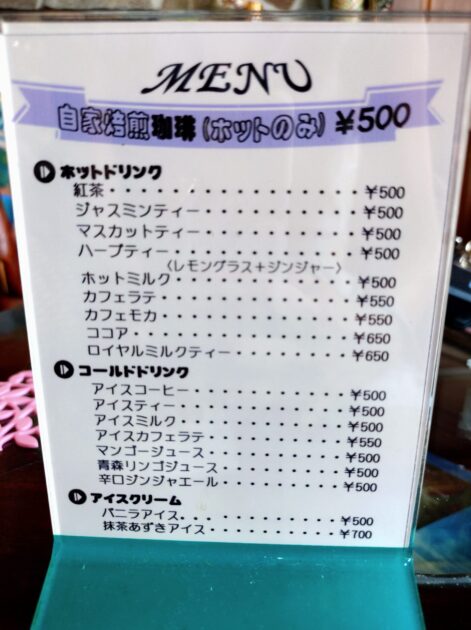 MENU
自家焙煎珈琲(ホットのみ) ¥500
ホットドリンク
紅茶・・・・・・・・・・・・・・・・・・¥500
ジャスミンティー・・・・・・・・・・・・¥500
マスカットティー・・・・・・・・・・・・¥500
ハーブティー・・・・・・・・・・・・・・¥500
〈レモングラス+ジンジャー〉
ホットミルク・・・・・・・・・・・・・・¥500
カフェラテ・・・・・・・・・・・・・・・¥550
カフェモカ・・・・・・・・・・・・・・・¥550
ココア・・・・・・・・・・・・・・・・・¥650
ロイヤルミルクティー・・・・・・・・・・¥650
コールドドリンク
アイスコーヒー・・・・・・・・・・・・・¥500
アイスティー・・・・・・・・・・・・・・¥500
アイスミルク・・・・・・・・・・・・・・¥500
アイスカフェラテ・・・・・・・・・・・・¥550
マンゴージュース・・・・・・・・・・・・¥500
青森リンゴジュース・・・・・・・・・・・¥500
辛口ジンジャエール・・・・・・・・・・・¥500
アイスクリーム
バニラアイス・・・・・・・・・・・・・・¥500
抹茶あずきアイス・・・・・・・・・・・・¥700